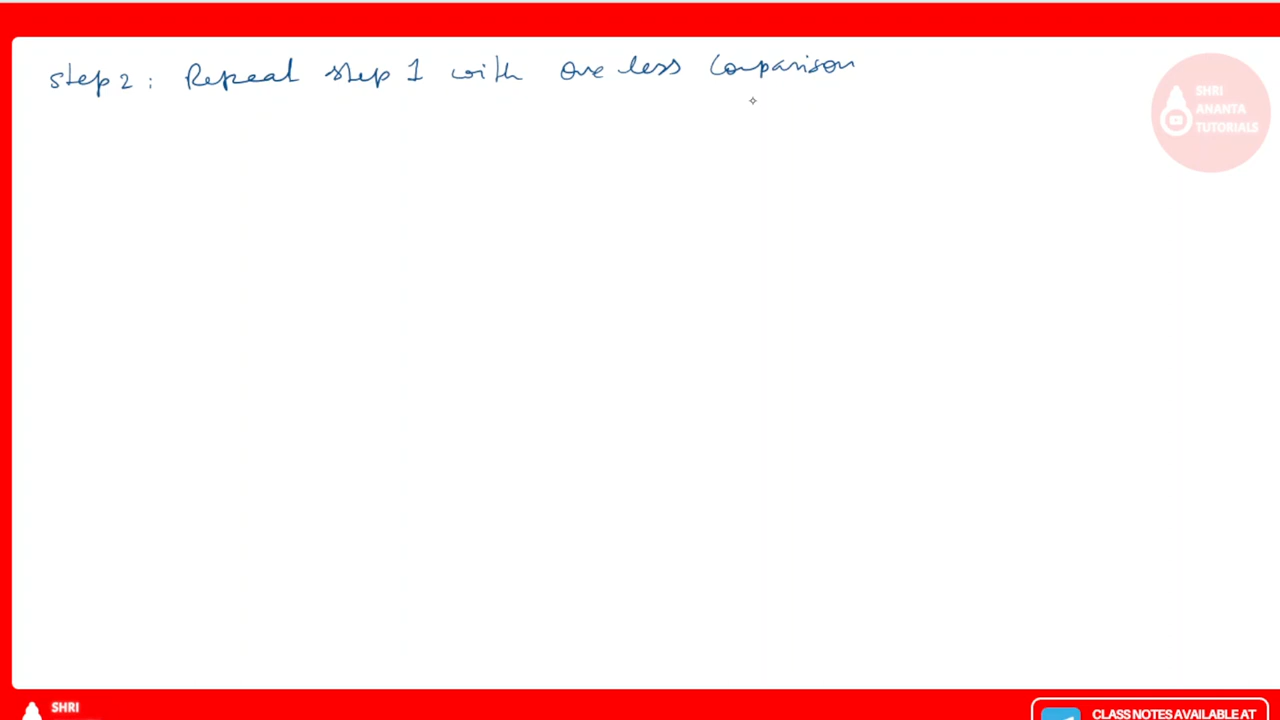 step 2: Repeat step 1 with one less Comparison
SHRI
ANANTA
TUTORIALS
SHRI
CLASS NOTES AVAILABLE AT